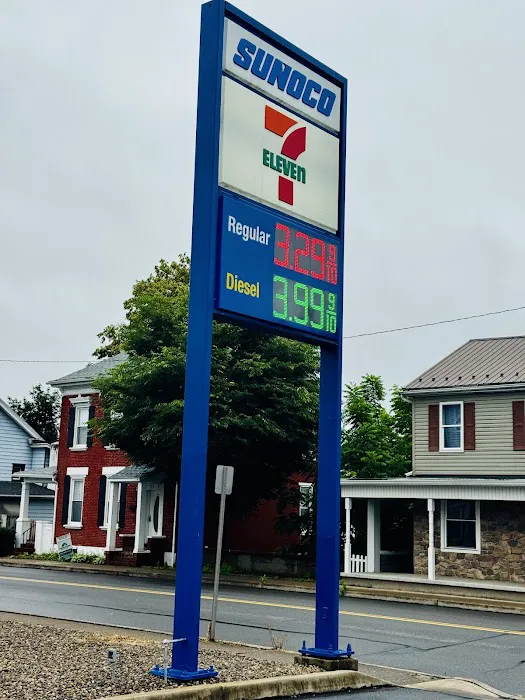 SUNOCO
7
ELEVEn
Regular 3.29 9/10
Diesel 3.99 9/10